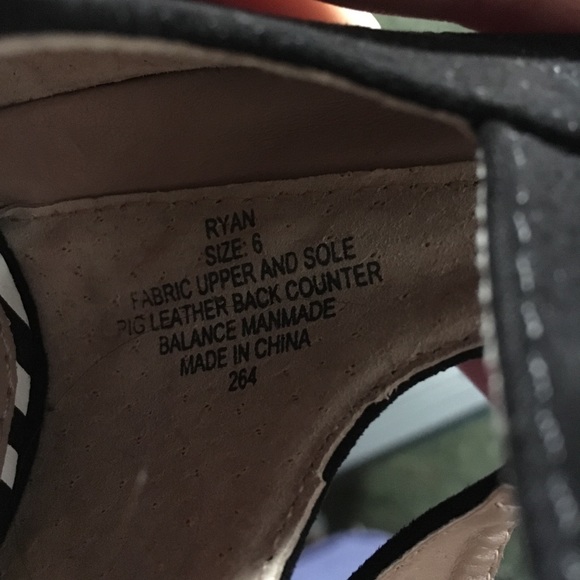 RYAN
SIZE: 6
FABRIC UPPER AND SOLE
PIG LEATHER BACK COUNTER
BALANCE MANMADE
MADE IN CHINA
264